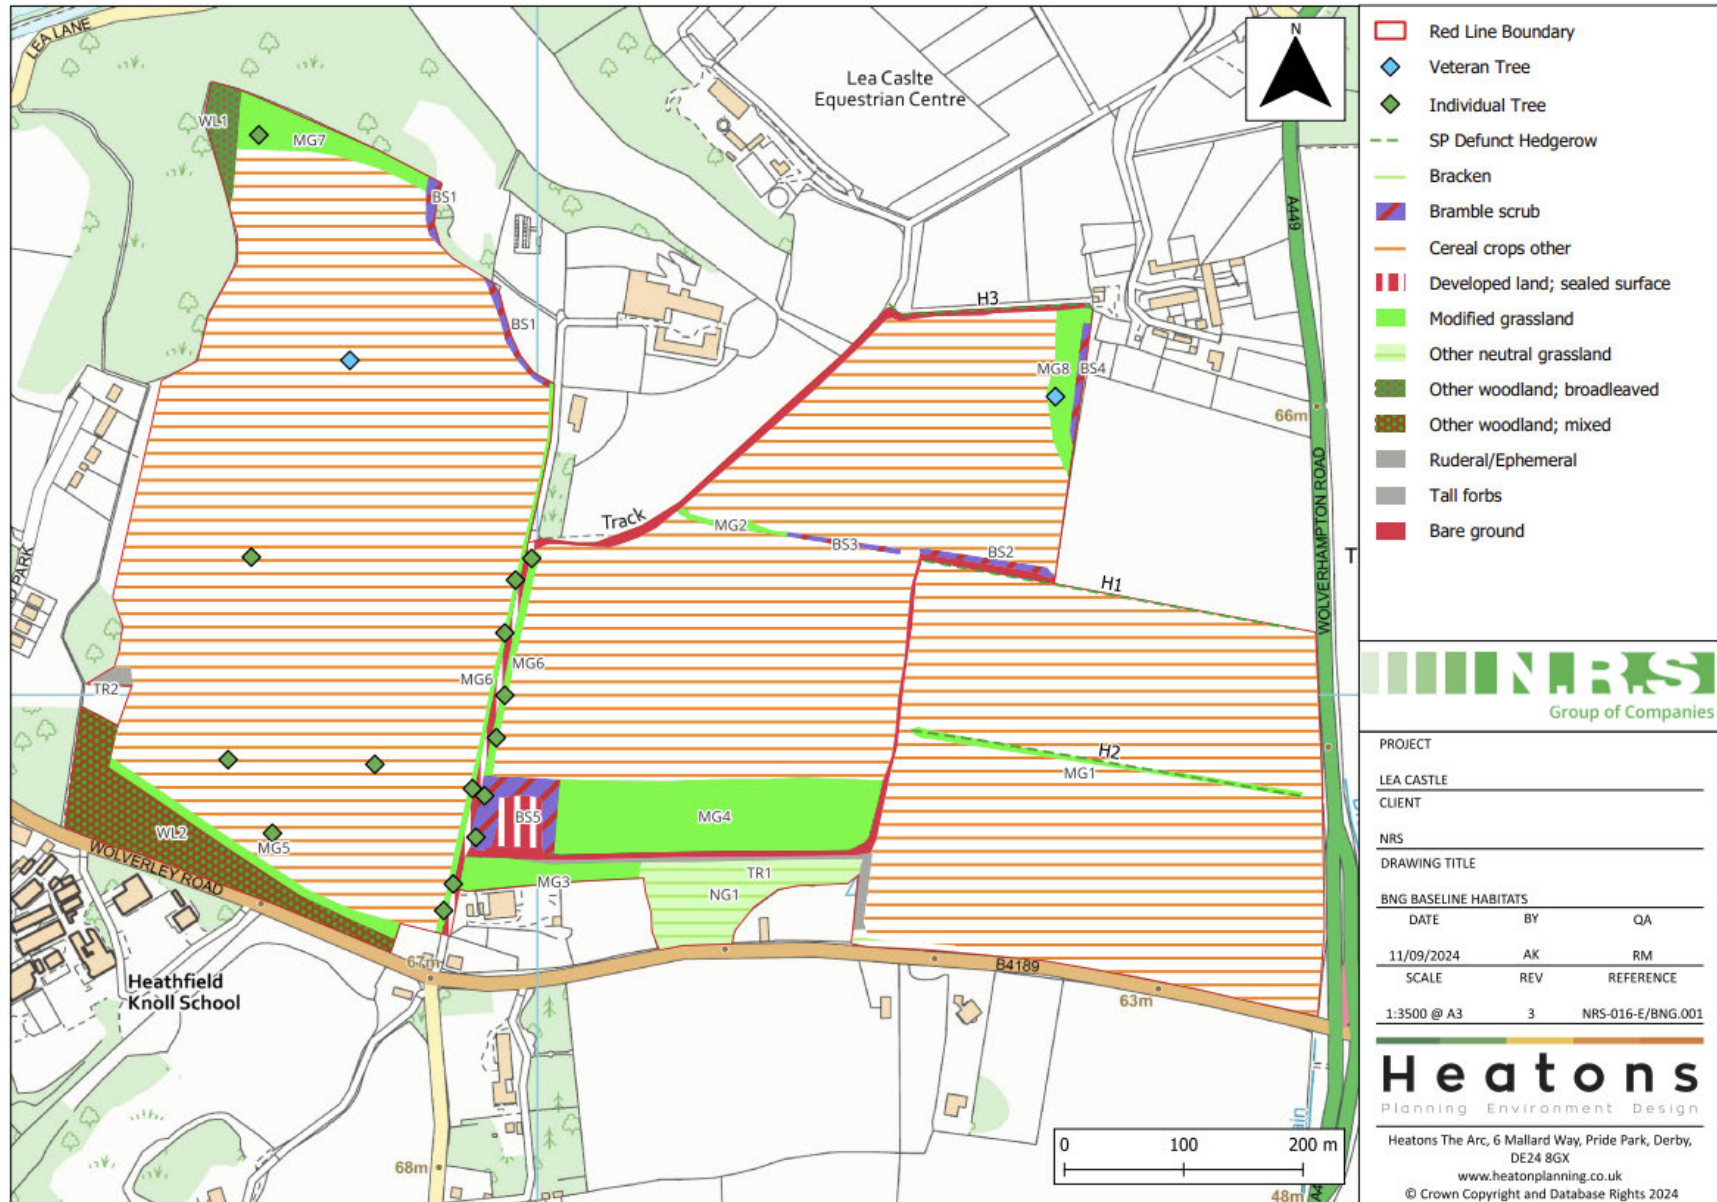 LEA LANE
Lea Caslte
Equestrian Centre
N
A449
WL1
MG7
BS1
BS1
H3
MG8
BS4
66m
WOLVERHAMPTON ROAD
Track
MG2
BS3
BS2
H1
T
PARK
MG6
MG6
TR2
H2
MG1
BS5
MG4
WL2
MG5
WOLVERLEY ROAD
MG3
TR1
NG1
67m
B4189
63m
Heathfield
Knoll School
68m
48m
0 100 200 m
Red Line Boundary
Veteran Tree
Individual Tree
SP Defunct Hedgerow
Bracken
Bramble scrub
Cereal crops other
Developed land; sealed surface
Modified grassland
Other neutral grassland
Other woodland; broadleaved
Other woodland; mixed
Ruderal/Ephemeral
Tall forbs
Bare ground
N.R.S
Group of Companies
PROJECT
LEA CASTLE
CLIENT
NRS
DRAWING TITLE
BNG BASELINE HABITATS
DATE BY QA
11/09/2024 AK RM
SCALE REV REFERENCE
1:3500 @ A3 3 NRS-016-E/BNG.001
Heatons
Planning Environment Design
Heatons The Arc, 6 Mallard Way, Pride Park, Derby,
DE24 8GX
www.heatonplanning.co.uk
© Crown Copyright and Database Rights 2024